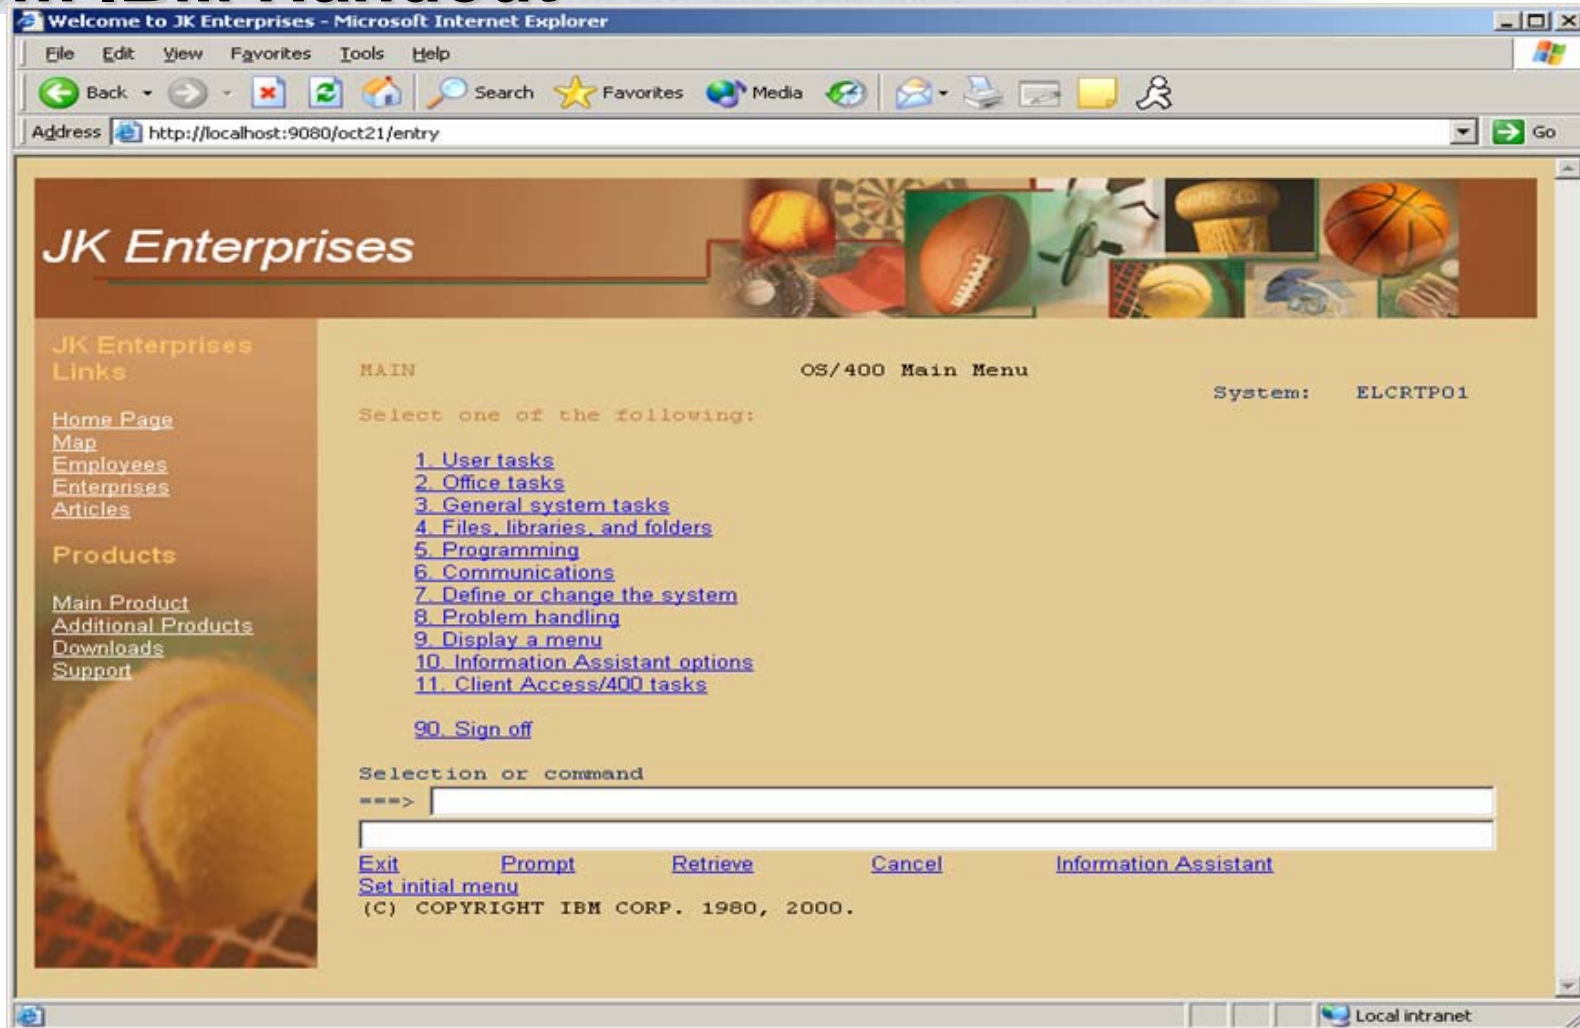 Welcome to JK Enterprises - Microsoft Internet Explorer
File Edit View Favorites Tools Help
Back Search Favorites Media
Address http://localhost:9080/oct21/entry Go
JK Enterprises
JK Enterprises
Links
Home Page
Map
Employees
Enterprises
Articles
Products
Main Product
Additional Products
Downloads
Support
MAIN OS/400 Main Menu
System: ELCRTP01
Select one of the following:
1. User tasks
2. Office tasks
3. General system tasks
4. Files, libraries, and folders
5. Programming
6. Communications
7. Define or change the system
8. Problem handling
9. Display a menu
10. Information Assistant options
11. Client Access/400 tasks
90. Sign off
Selection or command
===>
Exit Prompt Retrieve Cancel Information Assistant
Set initial menu
(C) COPYRIGHT IBM CORP. 1980, 2000.
Local intranet